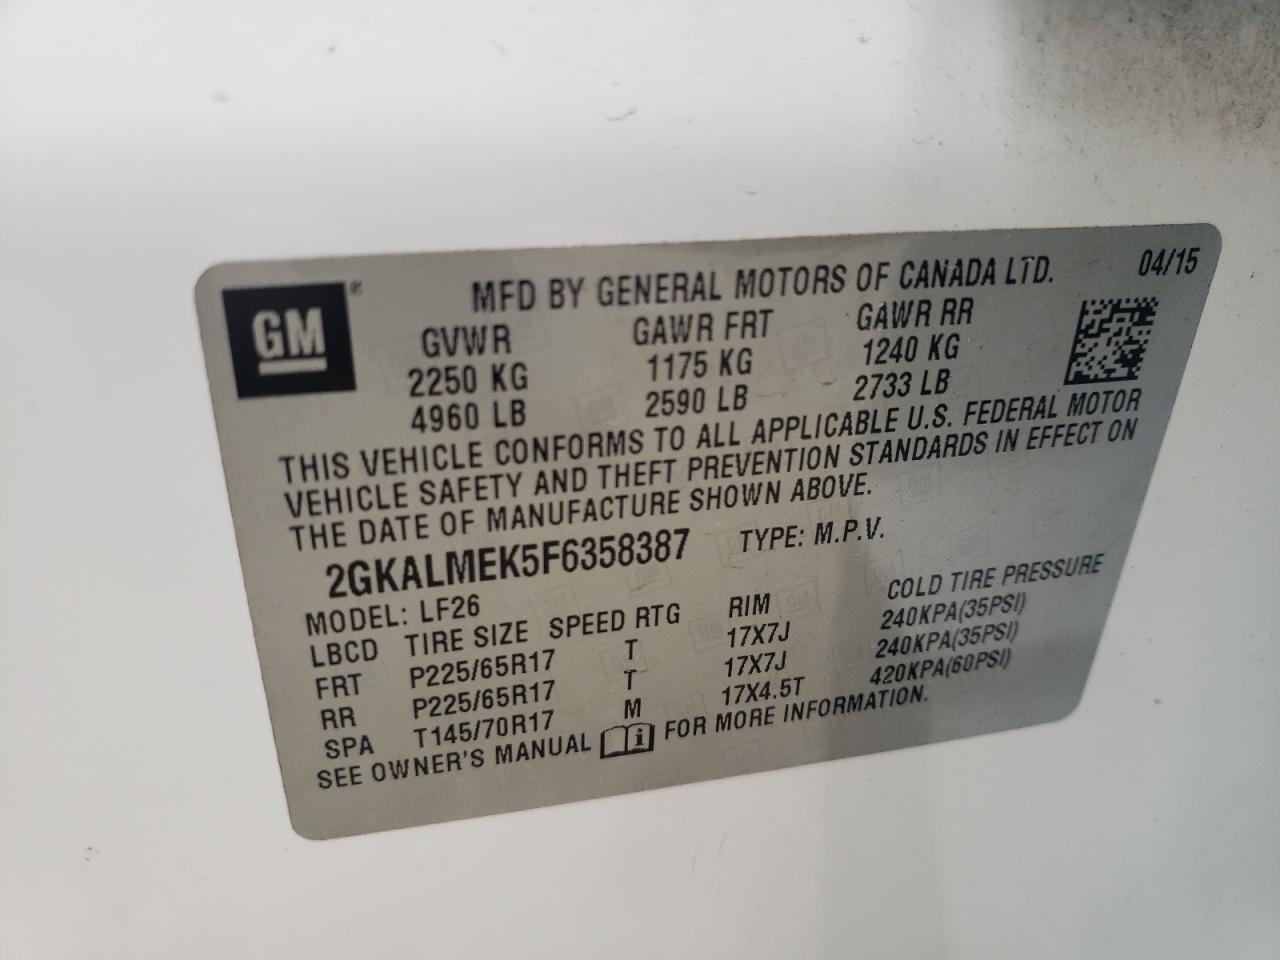 GM®
MFD BY GENERAL MOTORS OF CANADA LTD. 04/15
GVWR GAWR FRT GAWR RR
2250 KG 1175 KG 1240 KG
4960 LB 2590 LB 2733 LB
THIS VEHICLE CONFORMS TO ALL APPLICABLE U.S. FEDERAL MOTOR
VEHICLE SAFETY AND THEFT PREVENTION STANDARDS IN EFFECT ON
THE DATE OF MANUFACTURE SHOWN ABOVE.
2GKALMEK5F6358387 TYPE: M.P.V.
MODEL: LF26
LBCD TIRE SIZE SPEED RTG RIM COLD TIRE PRESSURE
FRT P225/65R17 T 17X7J 240KPA(35PSI)
RR P225/65R17 T 17X7J 240KPA(35PSI)
SPA T145/70R17 M 17X4.5T 420KPA(60PSI)
SEE OWNER'S MANUAL i FOR MORE INFORMATION.